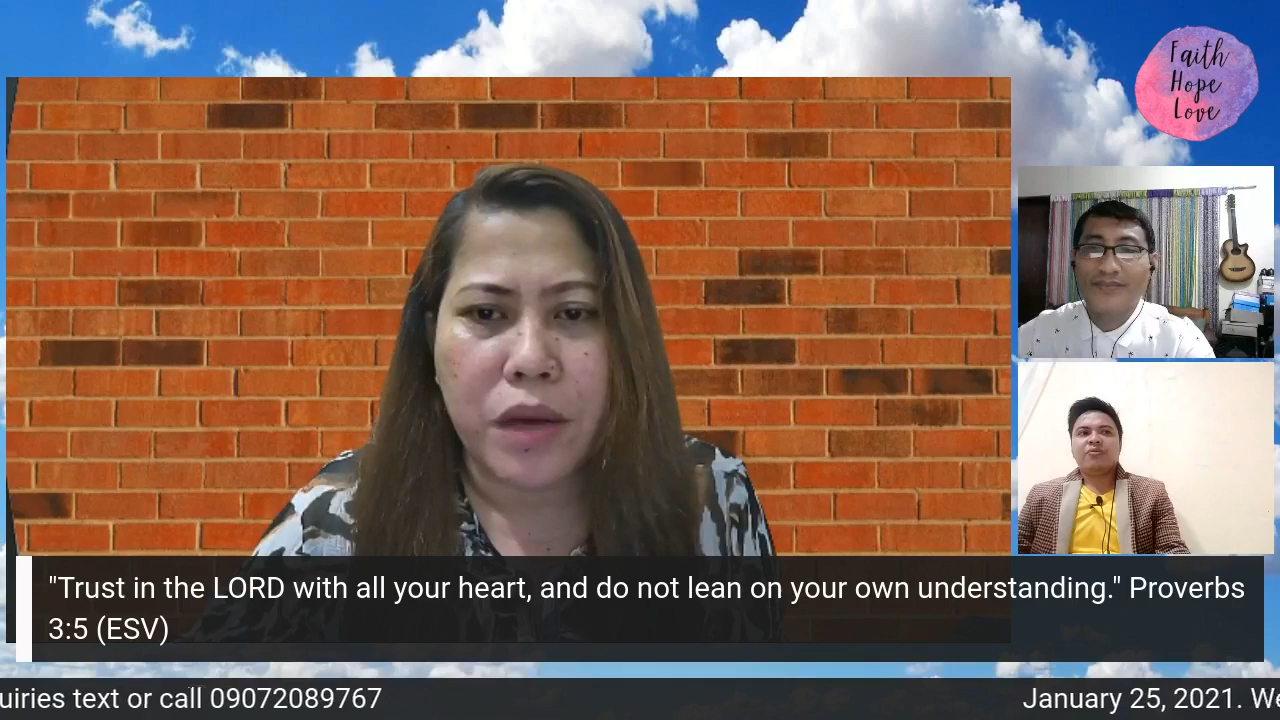 Faith
Hope
Love
"Trust in the LORD with all your heart, and do not lean on your own understanding." Proverbs
3:5 (ESV)
uiries text or call 09072089767
January 25, 2021. We